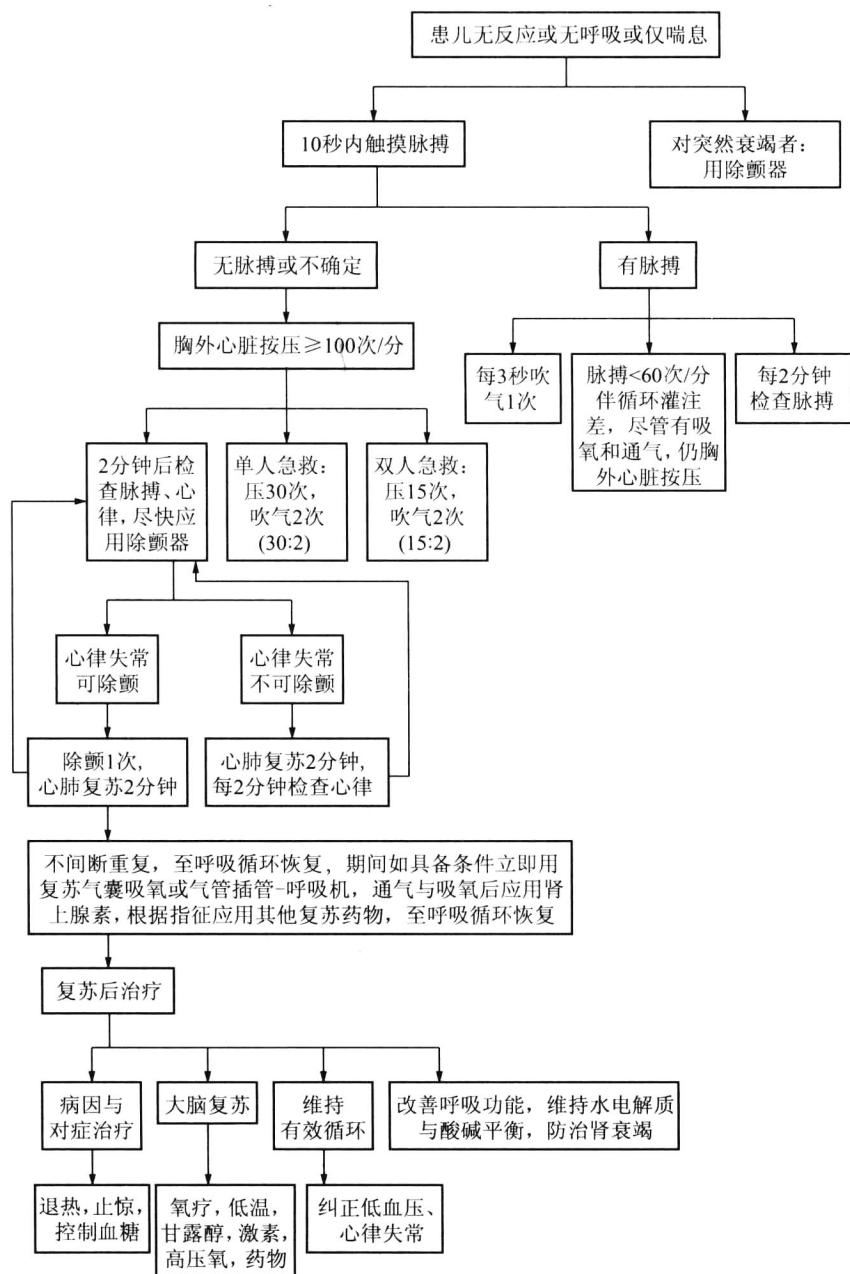 患儿无反应或无呼吸或仅喘息
10秒内触摸脉搏
对突然衰竭者:
用除颤器
无脉搏或不确定
有脉搏
胸外心脏按压≥100次/分
每3秒吹
气1次
脉搏<60次/分
伴循环灌注
差，尽管有吸
氧和通气，仍胸
外心脏按压
每2分钟
检查脉搏
2分钟后检
查脉搏、心
律，尽快应
用除颤器
单人急救:
压30次，
吹气2次
(30:2)
双人急救:
压15次，
吹气2次
(15:2)
心律失常
可除颤
心律失常
不可除颤
除颤1次，
心肺复苏2分钟
心肺复苏2分钟，
每2分钟检查心律
不间断重复，至呼吸循环恢复，期间如具备条件立即用
复苏气囊吸氧或气管插管-呼吸机，通气与吸氧后应用肾
上腺素，根据指征应用其他复苏药物，至呼吸循环恢复
复苏后治疗
病因与
对症治疗
大脑复苏
维持
有效循环
改善呼吸功能，维持水电解质
与酸碱平衡，防治肾衰竭
退热，止惊，
控制血糖
氧疗，低温，
甘露醇，激素，
高压氧，药物
纠正低血压、
心律失常